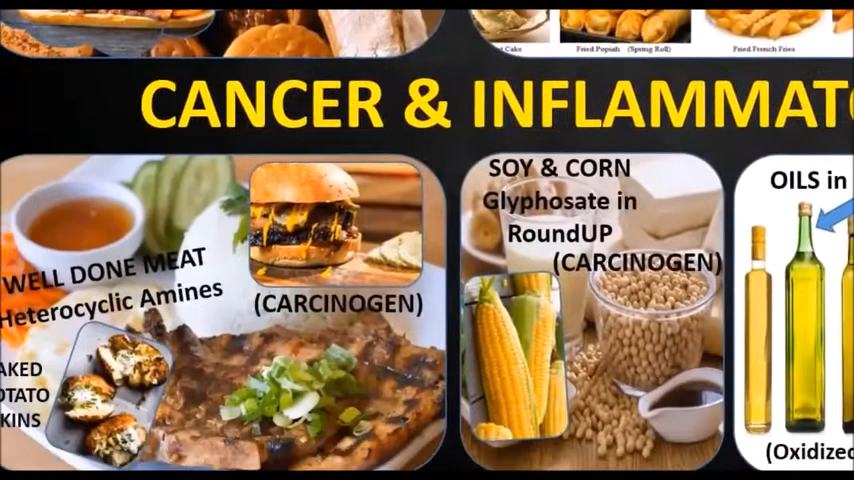 Fried Popiah (Spring Roll)
Fried French Fries
CANCER & INFLAMMAT
WELL DONE MEAT
Heterocyclic Amines
(CARCINOGEN)
AKED
OTATO
KINS
SOY & CORN
Glyphosate in
RoundUP
(CARCINOGEN)
OILS in
(Oxidized